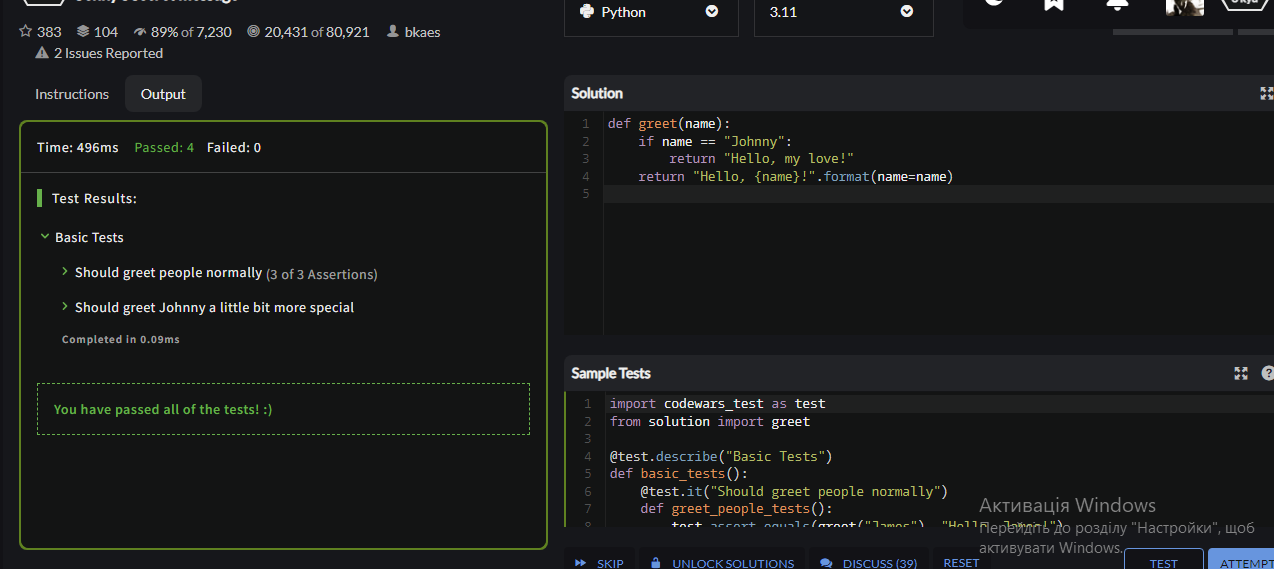 383 104 89% of 7,230 20,431 of 80,921 bkaes
2 Issues Reported
Instructions Output
Time: 496ms Passed: 4 Failed: 0
Test Results:
Basic Tests
Should greet people normally (3 of 3 Assertions)
Should greet Johnny a little bit more special
Completed in 0.09ms
You have passed all of the tests! :)
Python 3.11
Solution
1 def greet(name):
2     if name == "Johnny":
3         return "Hello, my love!"
4     return "Hello, {name}!".format(name=name)
5
Sample Tests
1 import codewars_test as test
2 from solution import greet
3
4 @test.describe("Basic Tests")
5 def basic_tests():
6     @test.it("Should greet people normally")
7     def greet_people_tests():
8         test.assert_equals(greet("James"), "Hello, James!")
Активація Windows
Перейдіть до розділу "Настройки", щоб
активувати Windows.
SKIP UNLOCK SOLUTIONS DISCUSS (39) RESET TEST ATTEMPT